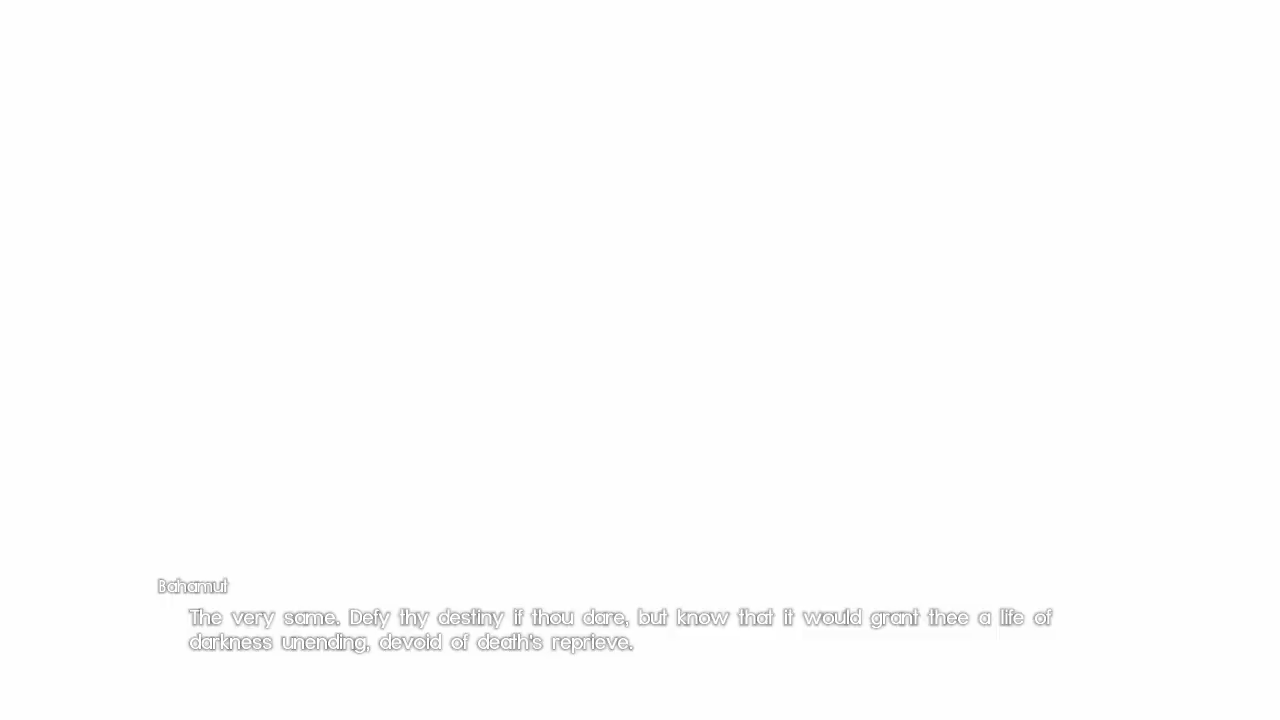 Bahamut
The very same. Defy thy destiny if thou dare, but know that it would grant thee a life of
darkness unending, devoid of death's reprieve.